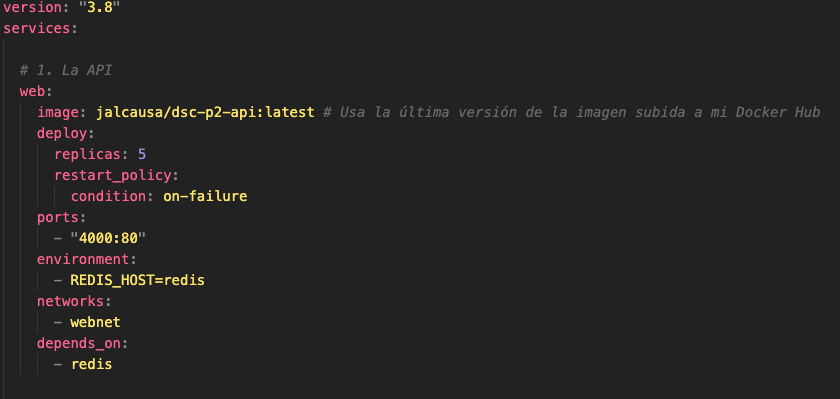 version: "3.8"
services:
# 1. La API
web:
image: jalcausa/dsc-p2-api:latest # Usa la última versión de la imagen subida a mi Docker Hub
deploy:
replicas: 5
restart_policy:
condition: on-failure
ports:
- "4000:80"
environment:
- REDIS_HOST=redis
networks:
- webnet
depends_on:
- redis